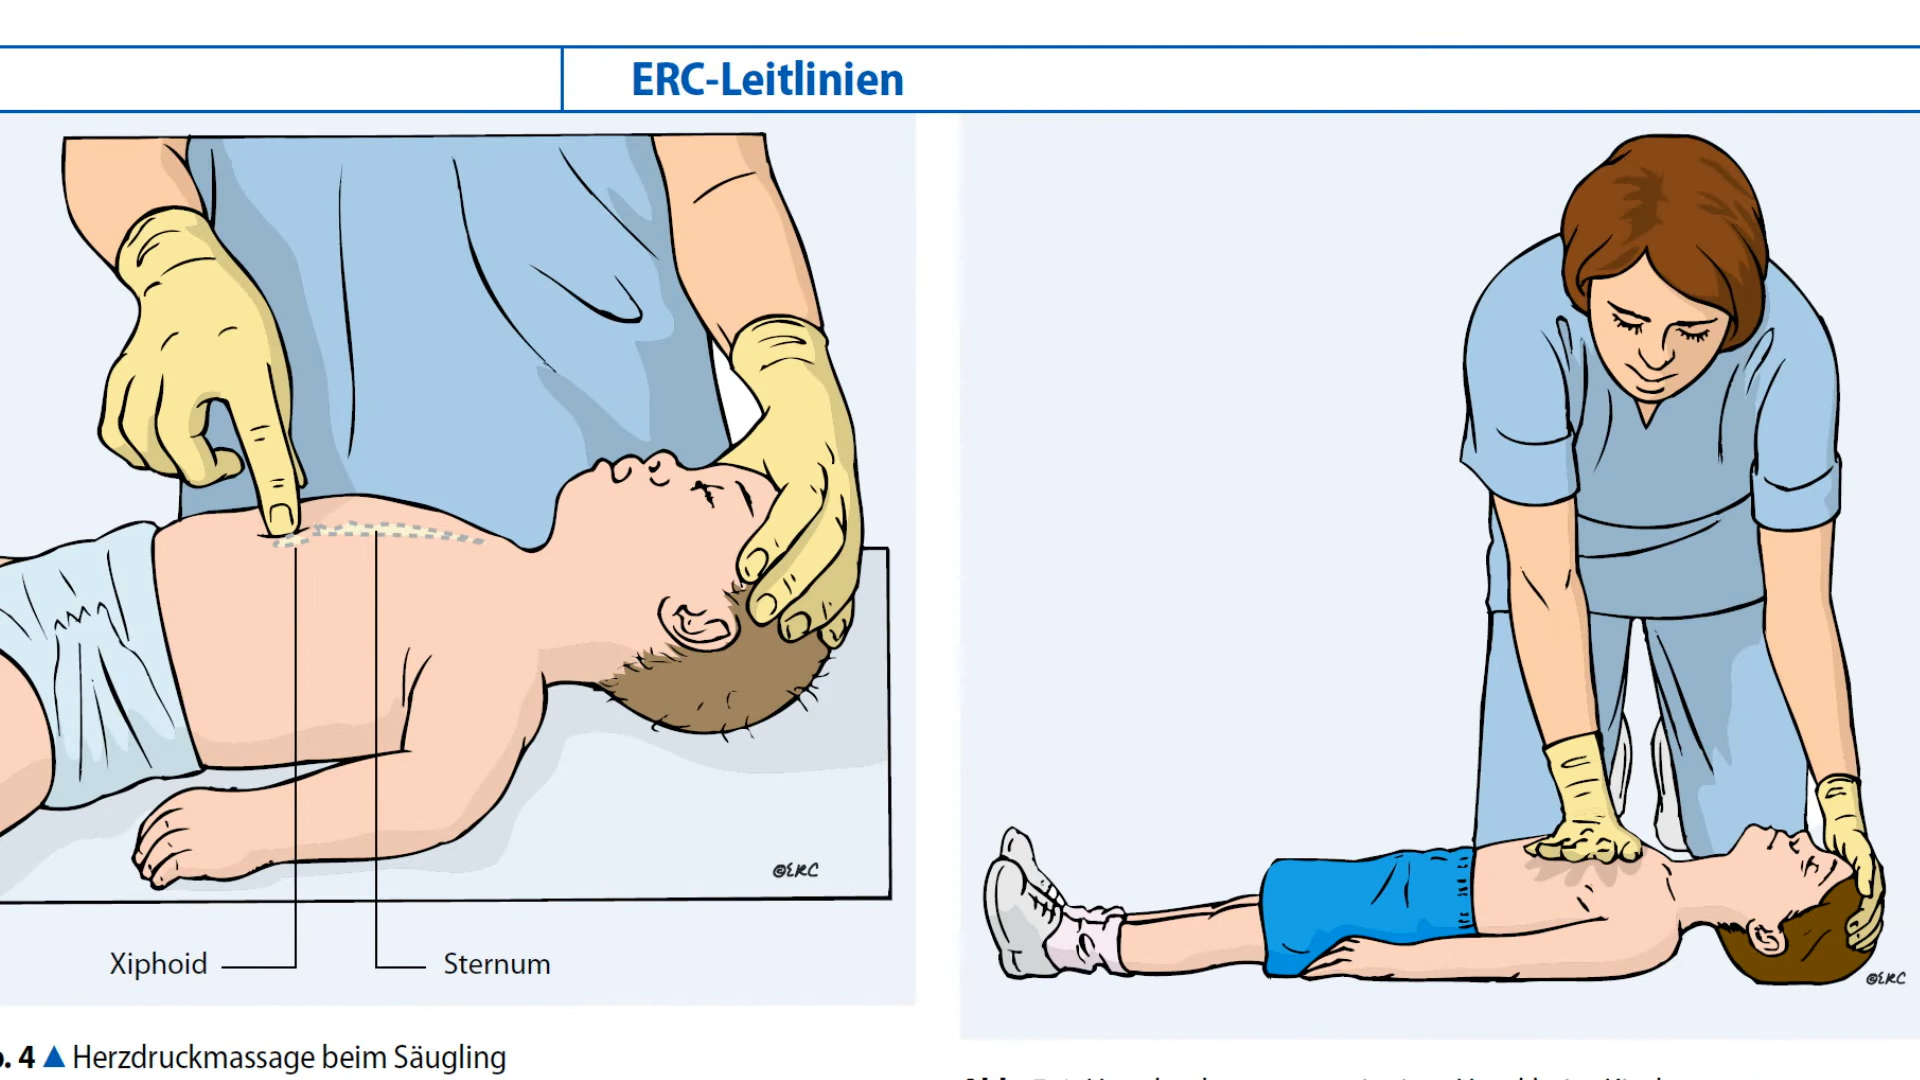 ERC-Leitlinien
©ERC
Xiphoid
Sternum
. 4 ▲ Herzdruckmassage beim Säugling
©ERC